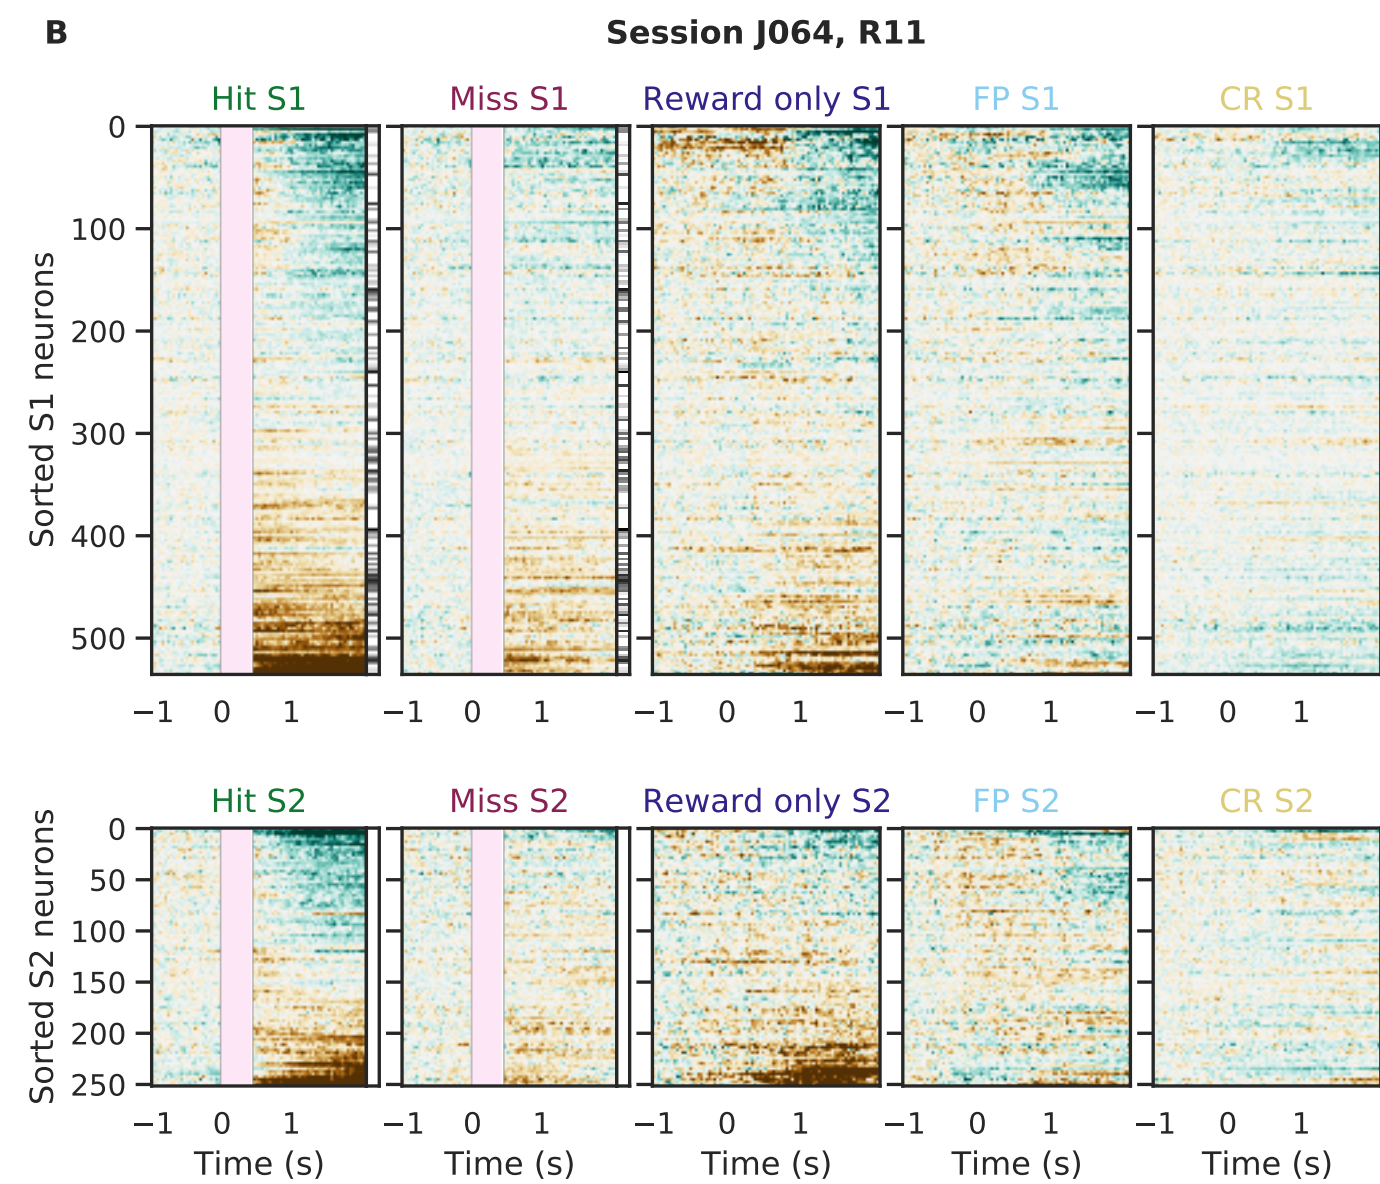 B
Session J064, R11
Hit S1 Miss S1 Reward only S1 FP S1 CR S1
Sorted S1 neurons
0
100
200
300
400
500
−1 0 1 −1 0 1 −1 0 1 −1 0 1 −1 0 1
Hit S2 Miss S2 Reward only S2 FP S2 CR S2
Sorted S2 neurons
0
50
100
150
200
250
−1 0 1 −1 0 1 −1 0 1 −1 0 1 −1 0 1
Time (s) Time (s) Time (s) Time (s) Time (s)